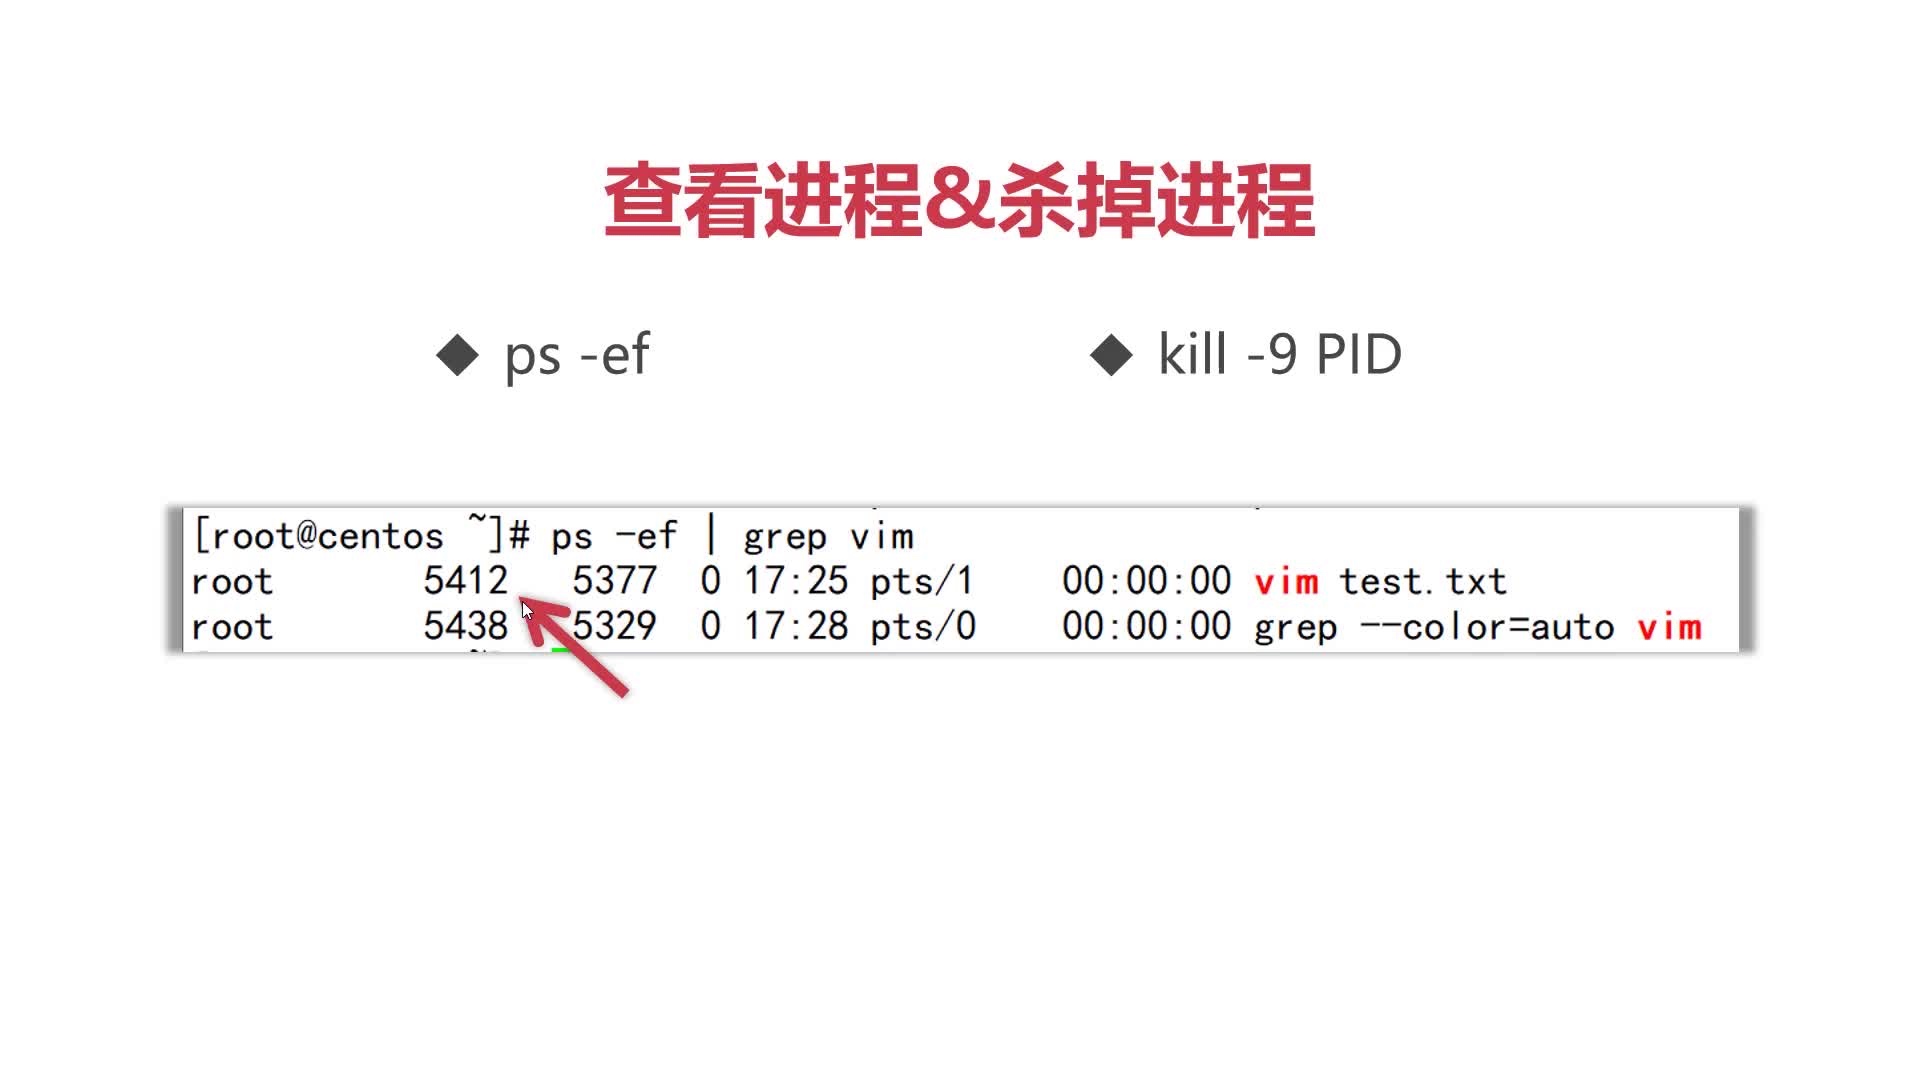 查看进程&杀掉进程
◆ ps -ef
◆ kill -9 PID
[root@centos ~]# ps -ef | grep vim
root 5412 5377 0 17:25 pts/1 00:00:00 vim test.txt
root 5438 5329 0 17:28 pts/0 00:00:00 grep --color=auto vim